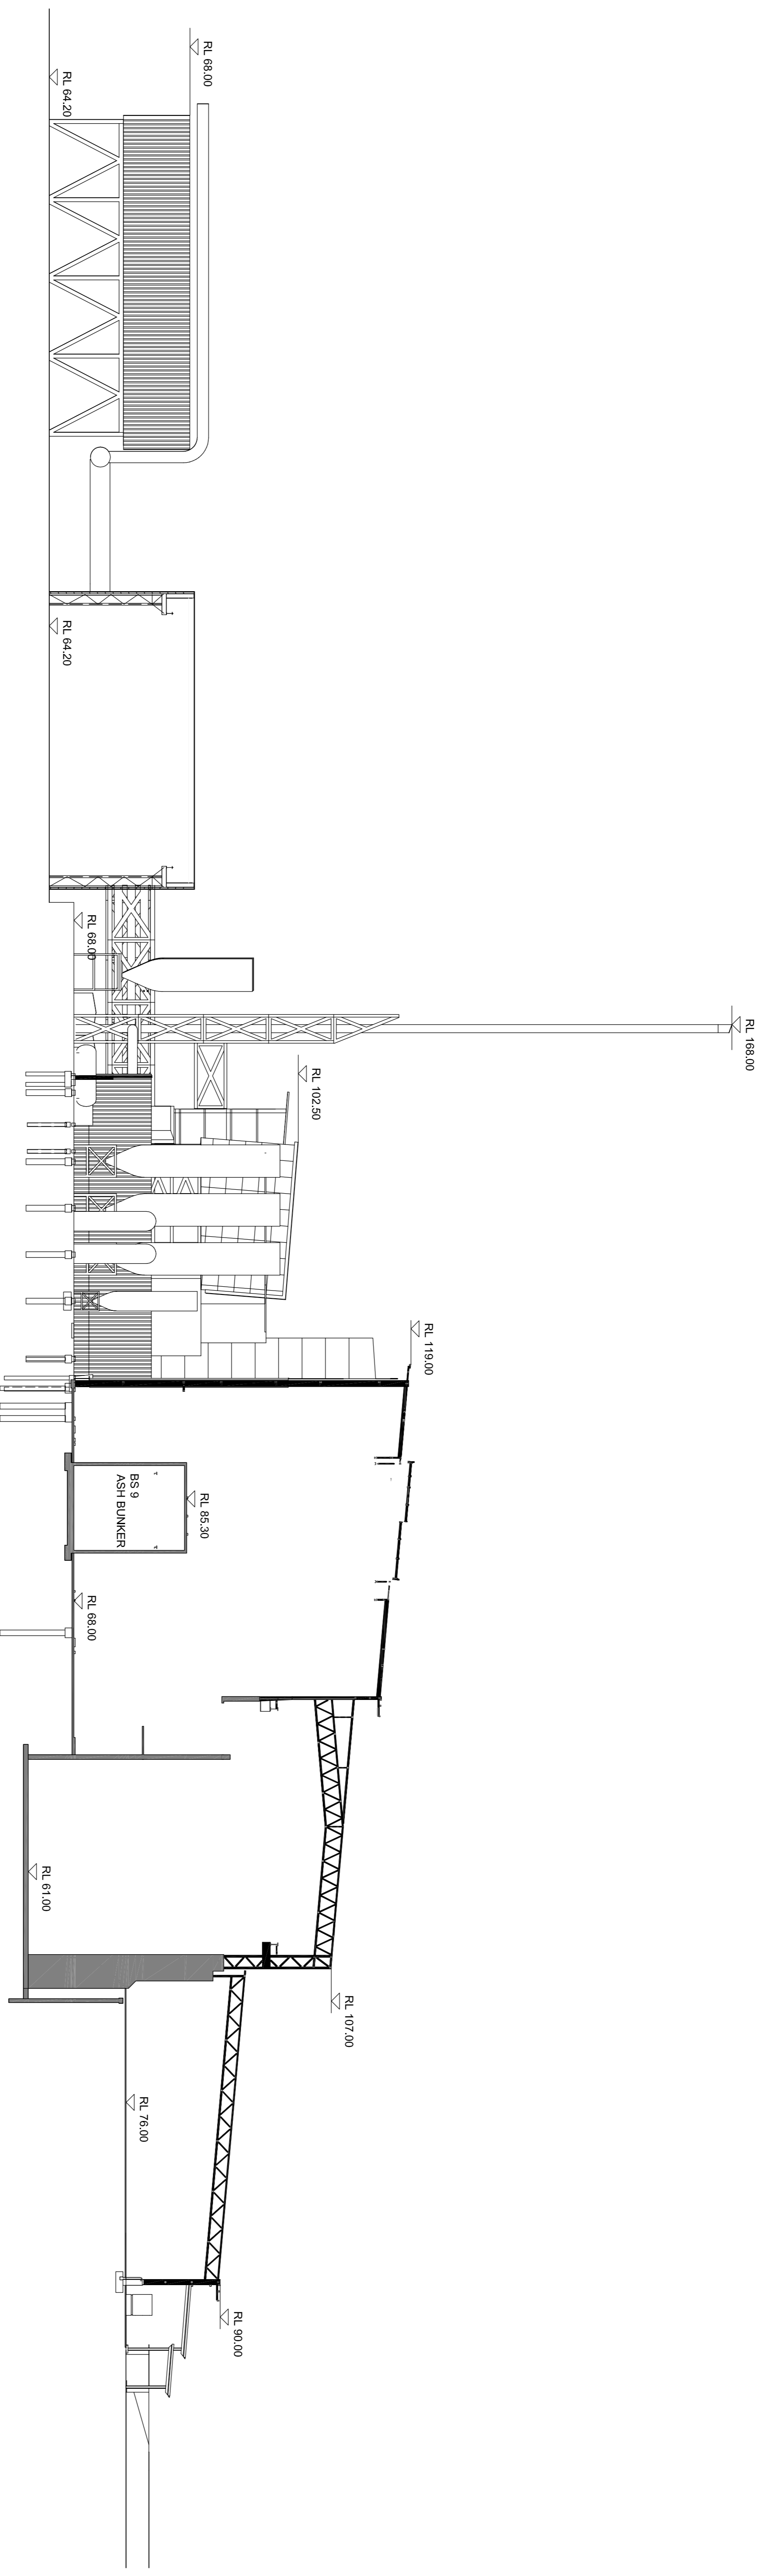 RL 68.00
RL 64.20
RL 64.20
RL 68.00
RL 168.00
RL 102.50
RL 119.00
RL 85.30
BS 9
ASH BUNKER
RL 68.00
RL 61.00
RL 107.00
RL 76.00
RL 90.00